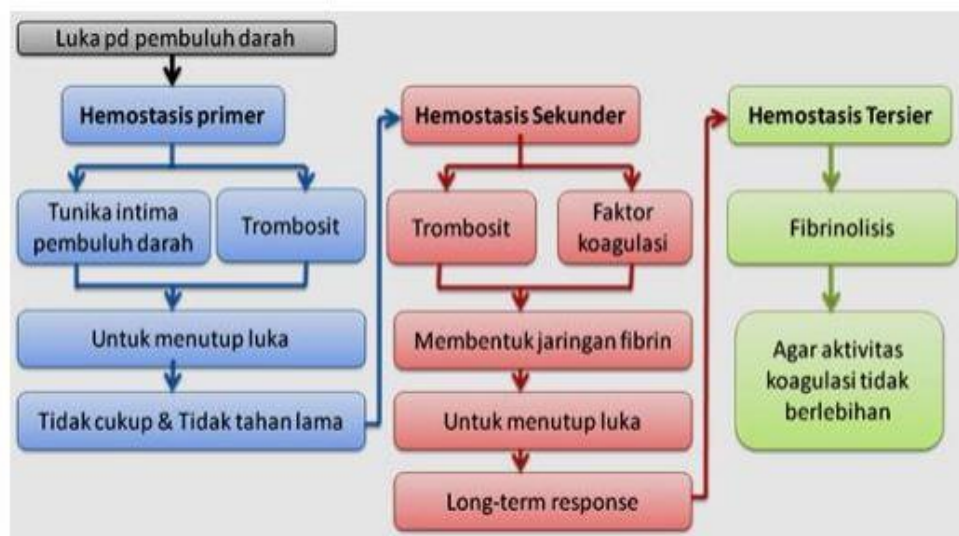 Luka pd pembuluh darah
Hemostasis primer
Tunika intima
pembuluh darah
Trombosit
Untuk menutup luka
Tidak cukup & Tidak tahan lama
Hemostasis Sekunder
Trombosit
Faktor
koagulasi
Membentuk jaringan fibrin
Untuk menutup luka
Long-term response
Hemostasis Tersier
Fibrinolisis
Agar aktivitas
koagulasi tidak
berlebihan